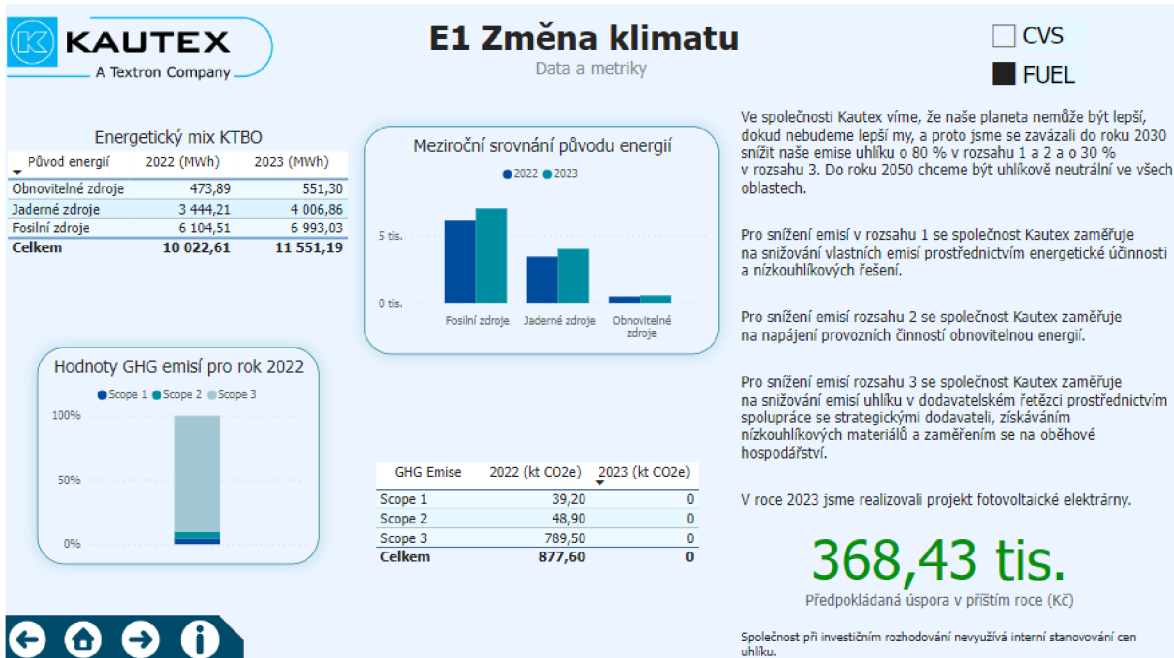 KAUTEX
A Textron Company
E1 Změna klimatu
Data a metriky
CVS
FUEL
Energetický mix KTBO
Původ energií 2022 (MWh) 2023 (MWh)
Obnovitelné zdroje 473,89 551,30
Jaderné zdroje 3 444,21 4 006,86
Fosilní zdroje 6 104,51 6 993,03
Celkem 10 022,61 11 551,19
Meziroční srovnání původu energií
2022 2023
5 tis.
0 tis.
Fosilní zdroje Jaderné zdroje Obnovitelné
zdroje
Hodnoty GHG emisí pro rok 2022
Scope 1 Scope 2 Scope 3
100%
50%
0%
GHG Emise 2022 (kt CO2e) 2023 (kt CO2e)
Scope 1 39,20 0
Scope 2 48,90 0
Scope 3 789,50 0
Celkem 877,60 0
Ve společnosti Kautex víme, že naše planeta nemůže být lepší,
dokud nebudeme lepší my, a proto jsme se zavázali do roku 2030
snížit naše emise uhlíku o 80 % v rozsahu 1 a 2 a o 30 %
v rozsahu 3. Do roku 2050 chceme být uhlíkově neutrální ve všech
oblastech.
Pro snížení emisí v rozsahu 1 se společnost Kautex zaměřuje
na snižování vlastních emisí prostřednictvím energetické účinnosti
a nízkouhlíkových řešení.
Pro snížení emisí rozsahu 2 se společnost Kautex zaměřuje
na napájení provozních činností obnovitelnou energií.
Pro snížení emisí rozsahu 3 se společnost Kautex zaměřuje
na snižování emisí uhlíku v dodavatelském řetězci prostřednictvím
spolupráce se strategickými dodavateli, získáváním
nízkouhlíkových materiálů a zaměřením se na oběhové
hospodářství.
V roce 2023 jsme realizovali projekt fotovoltaické elektrárny.
368,43 tis.
Předpokládaná úspora v příštím roce (Kč)
Společnost při investičním rozhodování nevyužívá interní stanovování cen
uhlíku.